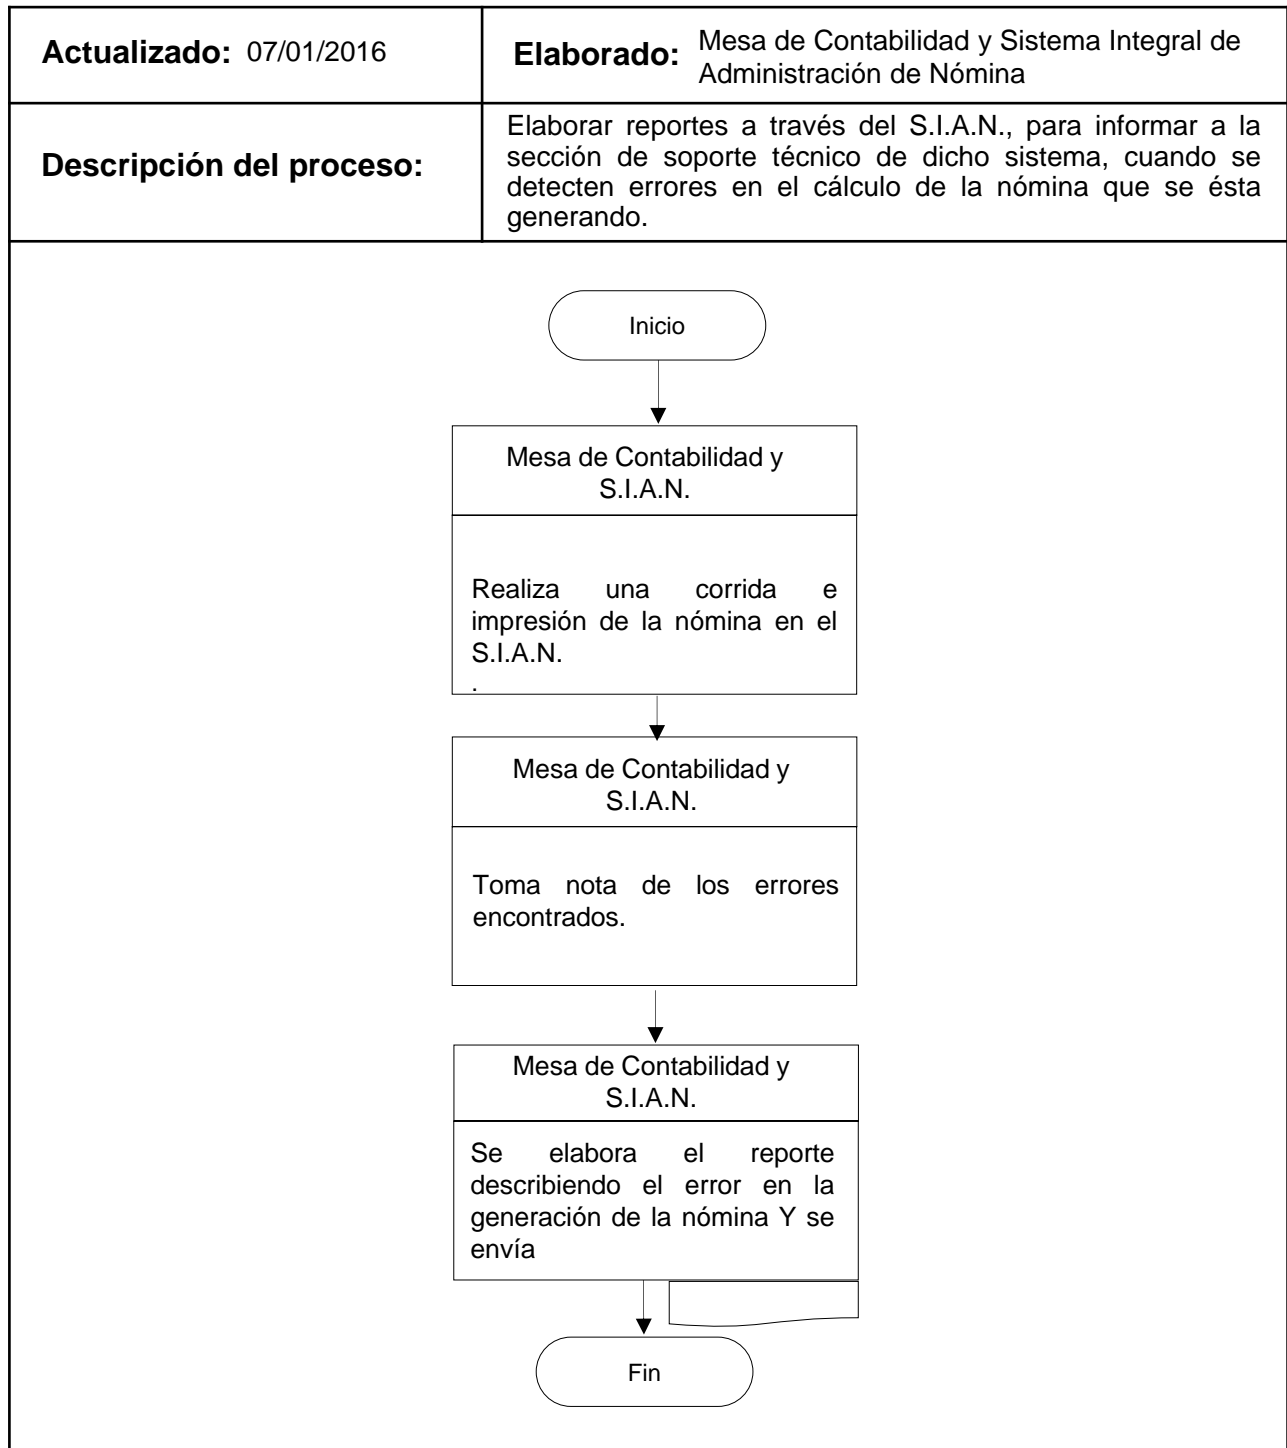 Actualizado: 07/01/2016
Elaborado: Mesa de Contabilidad y Sistema Integral de
Administración de Nómina
Descripción del proceso:
Elaborar reportes a través del S.I.A.N., para informar a la
sección de soporte técnico de dicho sistema, cuando se
detecten errores en el cálculo de la nómina que se ésta
generando.
Inicio
Mesa de Contabilidad y
S.I.A.N.
Realiza una corrida e
impresión de la nómina en el
S.I.A.N.
.
Mesa de Contabilidad y
S.I.A.N.
Toma nota de los errores
encontrados.
Mesa de Contabilidad y
S.I.A.N.
Se elabora el reporte
describiendo el error en la
generación de la nómina Y se
envía
Fin